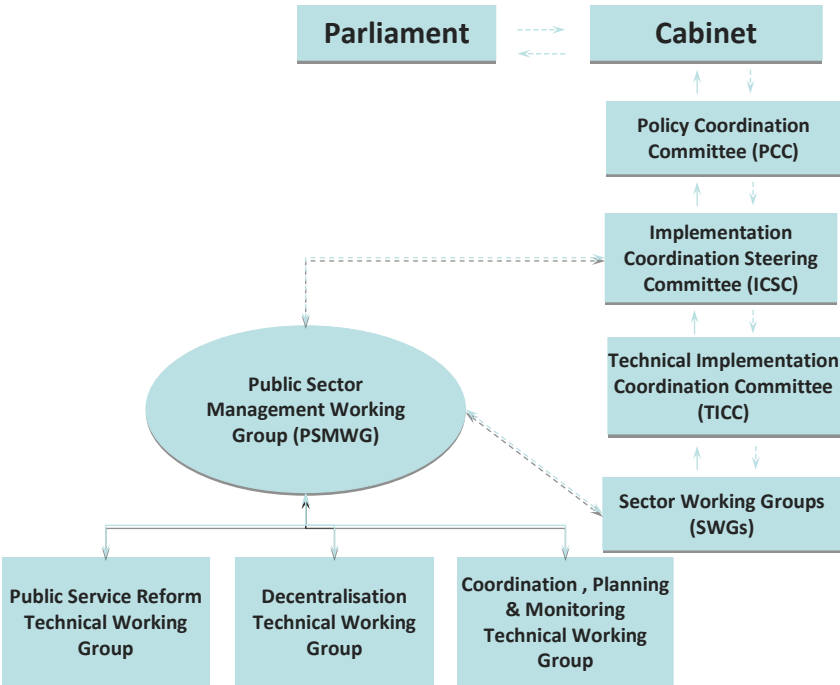 Parliament
Cabinet
Policy Coordination
Committee (PCC)
Implementation
Coordination Steering
Committee (ICSC)
Technical Implementation
Coordination Committee
(TICC)
Public Sector
Management Working
Group (PSMWG)
Sector Working Groups
(SWGs)
Public Service Reform
Technical Working
Group
Decentralisation
Technical Working
Group
Coordination , Planning
& Monitoring
Technical Working
Group